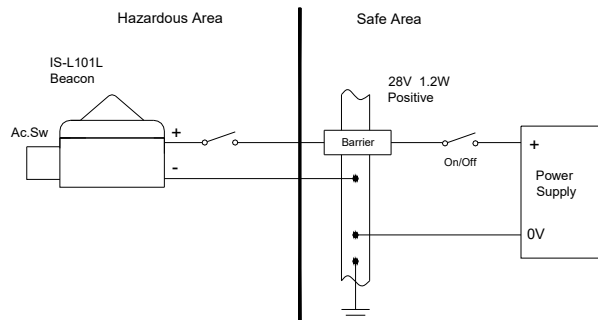 Hazardous Area
Safe Area
IS-L101L
Beacon
28V 1.2W
Positive
Ac.Sw
+
Barrier
On/Off
+
-
Power
Supply
0V